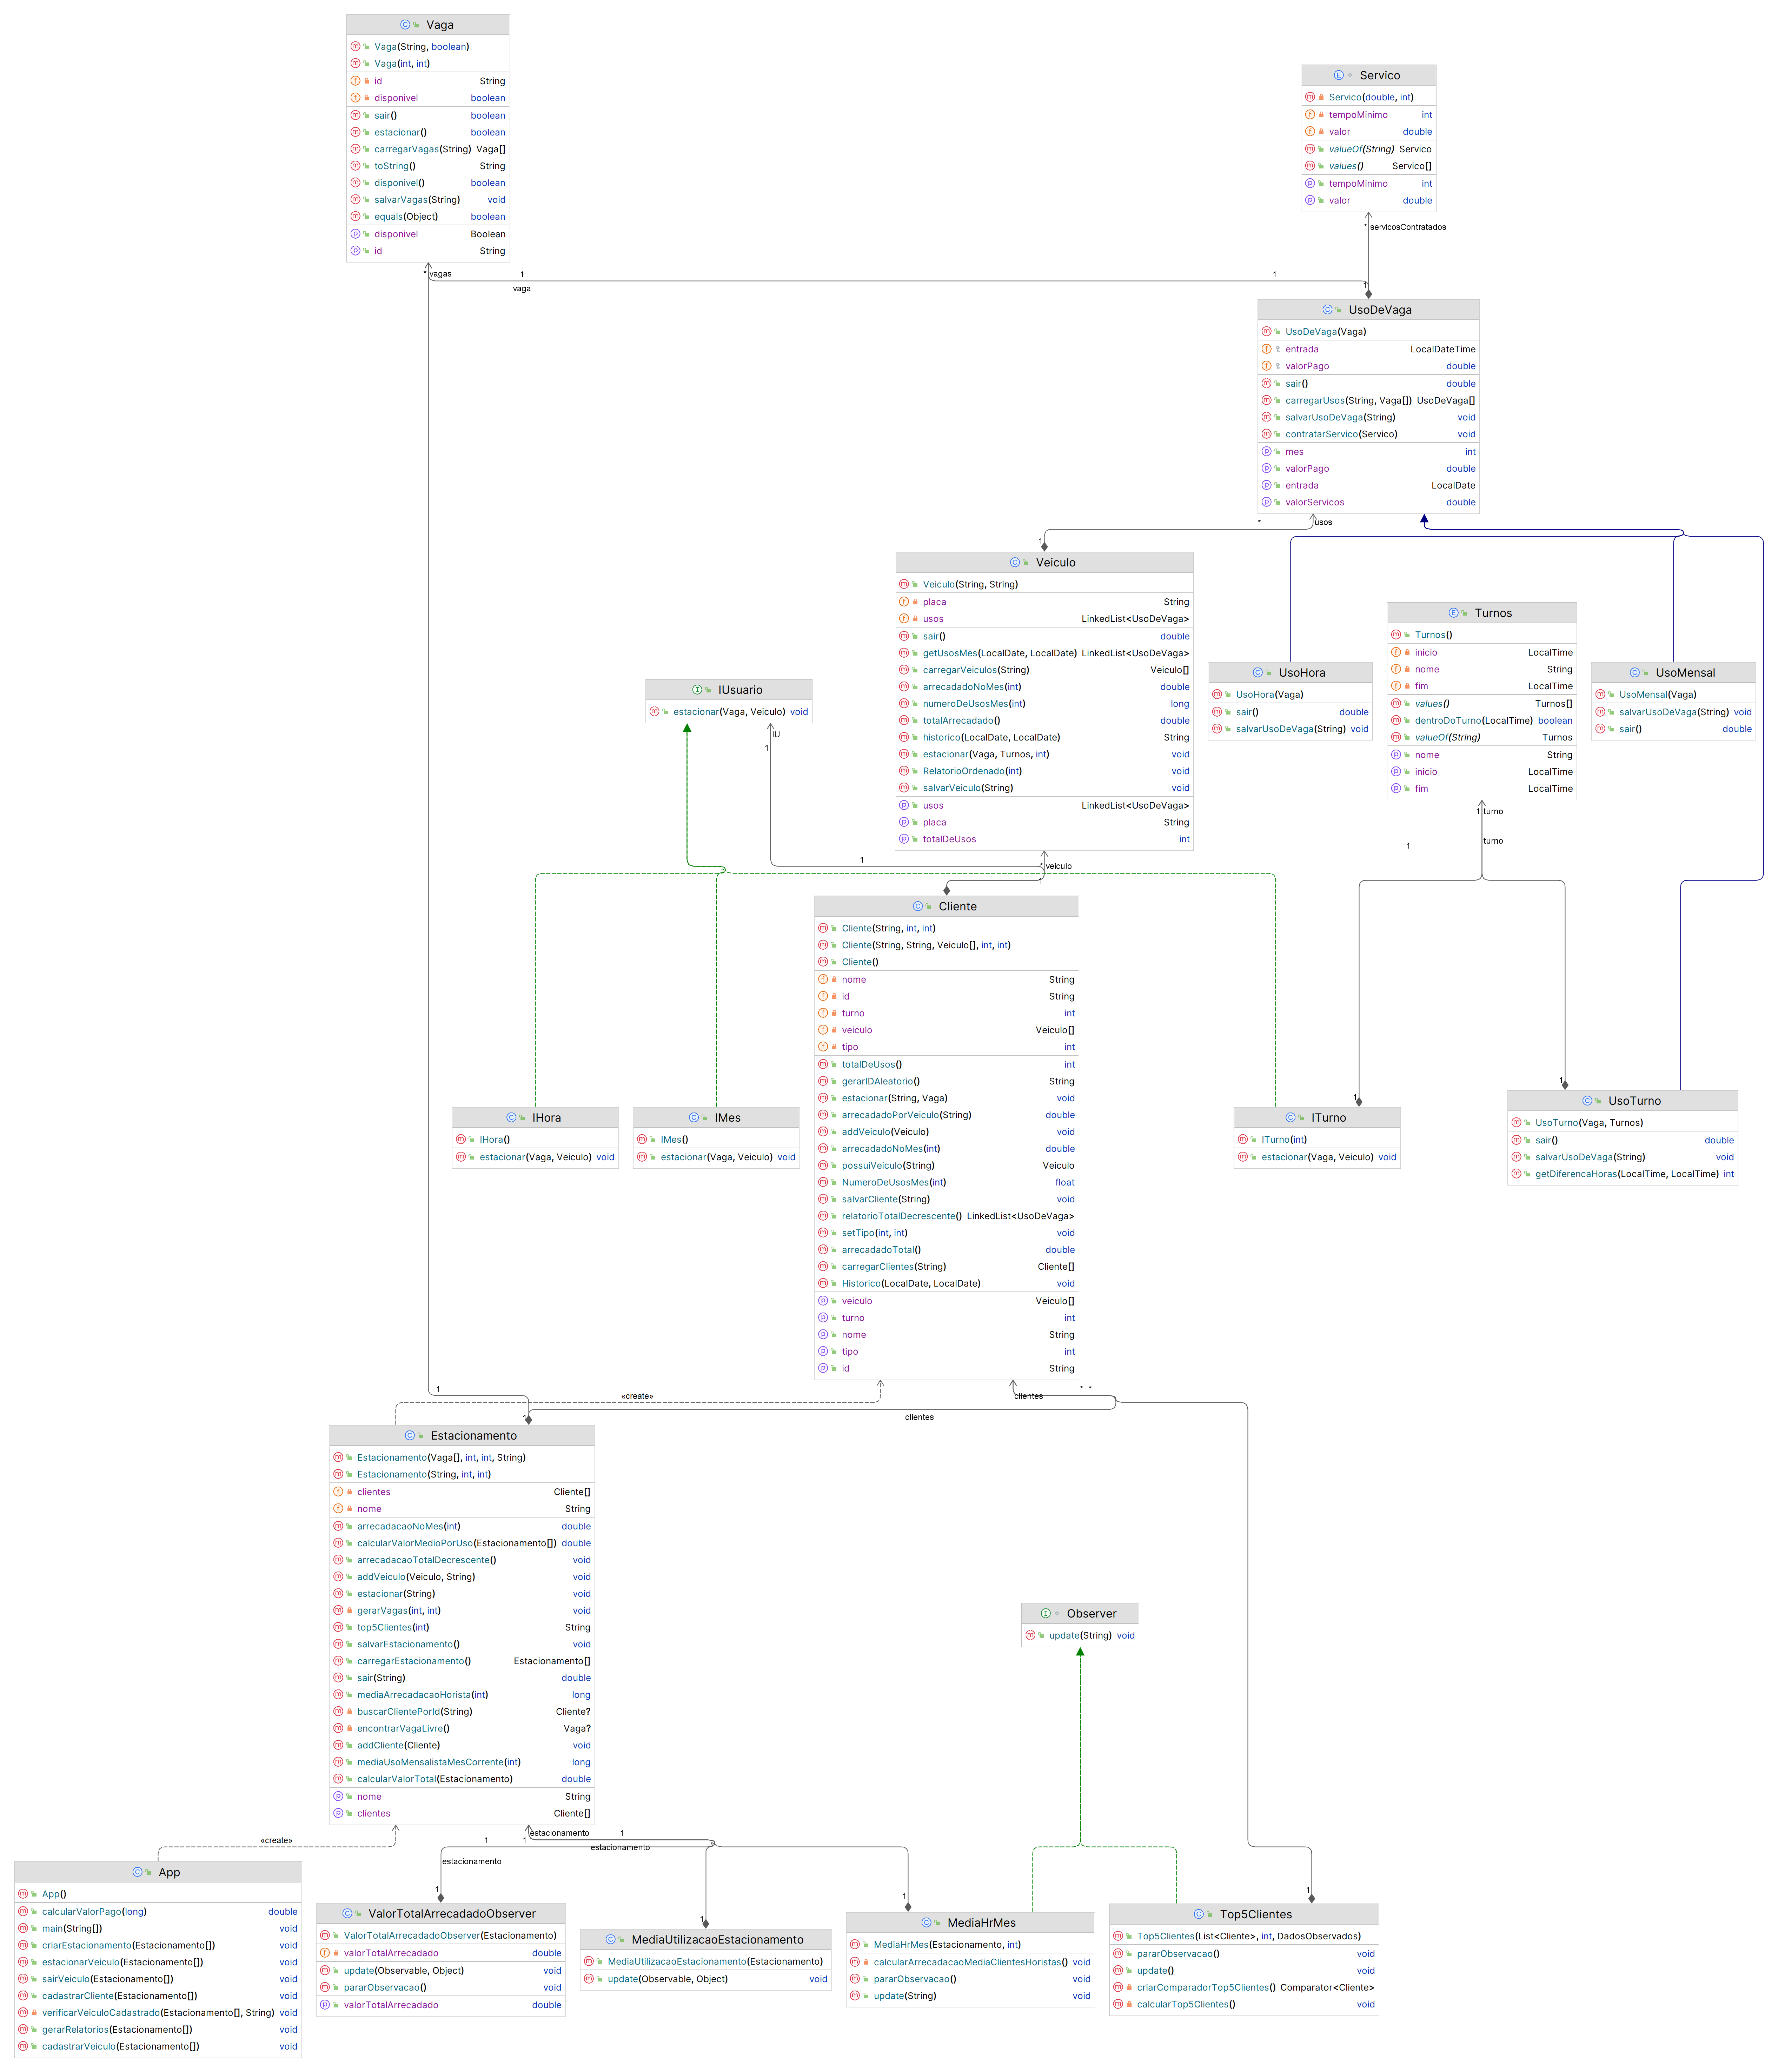 Vaga
Vaga(String, boolean)
Vaga(int, int)
id String
disponivel boolean
sair() boolean
estacionar() boolean
carregarVagas(String) Vaga[]
toString() String
disponivel() boolean
salvarVagas(String) void
equals(Object) boolean
disponivel Boolean
id String
Servico
Servico(double, int)
tempoMinimo int
valor double
valueOf(String) Servico
values() Servico[]
tempoMinimo int
valor double
* servicosContratados
* vagas
1
1
vaga
1
UsoDeVaga
UsoDeVaga(Vaga)
entrada LocalDateTime
valorPago double
sair() double
carregarUsos(String, Vaga[]) UsoDeVaga[]
salvarUsoDeVaga(String) void
contratarServico(Servico) void
mes int
valorPago double
entrada LocalDate
valorServicos double
* usos
1
Veiculo
Veiculo(String, String)
placa String
usos LinkedList<UsoDeVaga>
sair() double
getUsosMes(LocalDate, LocalDate) LinkedList<UsoDeVaga>
carregarVeiculos(String) Veiculo[]
arrecadadoNoMes(int) double
numeroDeUsosMes(int) long
totalArrecadado() double
historico(LocalDate, LocalDate) String
estacionar(Vaga, Turnos, int) void
RelatorioOrdenado(int) void
salvarVeiculo(String) void
usos LinkedList<UsoDeVaga>
placa String
totalDeUsos int
UsoHora
UsoHora(Vaga)
sair() double
salvarUsoDeVaga(String) void
Turnos
Turnos()
inicio LocalTime
nome String
fim LocalTime
values() Turnos[]
dentroDoTurno(LocalTime) boolean
valueOf(String) Turnos
nome String
inicio LocalTime
fim LocalTime
UsoMensal
UsoMensal(Vaga)
salvarUsoDeVaga(String) void
sair() double
IUsuario
estacionar(Vaga, Veiculo) void
IU
1
1 turno
1
turno
1
* veiculo
1
Cliente
Cliente(String, int, int)
Cliente(String, String, Veiculo[], int, int)
Cliente()
nome String
id String
turno int
veiculo Veiculo[]
tipo int
totalDeUsos() int
gerarIDAleatorio() String
estacionar(String, Vaga) void
arrecadadoPorVeiculo(String) double
addVeiculo(Veiculo) void
arrecadadoNoMes(int) double
possuiVeiculo(String) Veiculo
NumeroDeUsosMes(int) float
salvarCliente(String) void
relatorioTotalDecrescente() LinkedList<UsoDeVaga>
setTipo(int, int) void
arrecadadoTotal() double
carregarClientes(String) Cliente[]
Historico(LocalDate, LocalDate) void
veiculo Veiculo[]
turno int
nome String
tipo int
id String
IHora
IHora()
estacionar(Vaga, Veiculo) void
IMes
IMes()
estacionar(Vaga, Veiculo) void
1
ITurno
ITurno(int)
estacionar(Vaga, Veiculo) void
1
UsoTurno
UsoTurno(Vaga, Turnos)
sair() double
salvarUsoDeVaga(String) void
getDiferencaHoras(LocalTime, LocalTime) int
1
«create»
clientes
* *
clientes
1
Estacionamento
Estacionamento(Vaga[], int, int, String)
Estacionamento(String, int, int)
clientes Cliente[]
nome String
arrecadacaoNoMes(int) double
calcularValorMedioPorUso(Estacionamento[]) double
arrecadacaoTotalDecrescente() void
addVeiculo(Veiculo, String) void
estacionar(String) void
gerarVagas(int, int) void
top5Clientes(int) String
salvarEstacionamento() void
carregarEstacionamento() Estacionamento[]
sair(String) double
mediaArrecadacaoHorista(int) long
buscarClientePorId(String) Cliente?
encontrarVagaLivre() Vaga?
addCliente(Cliente) void
mediaUsoMensalistaMesCorrente(int) long
calcularValorTotal(Estacionamento) double
nome String
clientes Cliente[]
Observer
update(String) void
«create»
1
1
estacionamento
1
estacionamento
estacionamento
App
App()
calcularValorPago(long) double
main(String[]) void
criarEstacionamento(Estacionamento[]) void
estacionarVeiculo(Estacionamento[]) void
sairVeiculo(Estacionamento[]) void
cadastrarCliente(Estacionamento[]) void
verificarVeiculoCadastrado(Estacionamento[], String) void
gerarRelatorios(Estacionamento[]) void
cadastrarVeiculo(Estacionamento[]) void
1
ValorTotalArrecadadoObserver
ValorTotalArrecadadoObserver(Estacionamento)
valorTotalArrecadado double
update(Observable, Object) void
pararObservacao() void
valorTotalArrecadado double
1
MediaUtilizacaoEstacionamento
MediaUtilizacaoEstacionamento(Estacionamento)
update(Observable, Object) void
1
MediaHrMes
MediaHrMes(Estacionamento, int)
calcularArrecadacaoMediaClientesHoristas() void
pararObservacao() void
update(String) void
1
Top5Clientes
Top5Clientes(List<Cliente>, int, DadosObservados)
pararObservacao() void
update() void
criarComparadorTop5Clientes() Comparator<Cliente>
calcularTop5Clientes() void